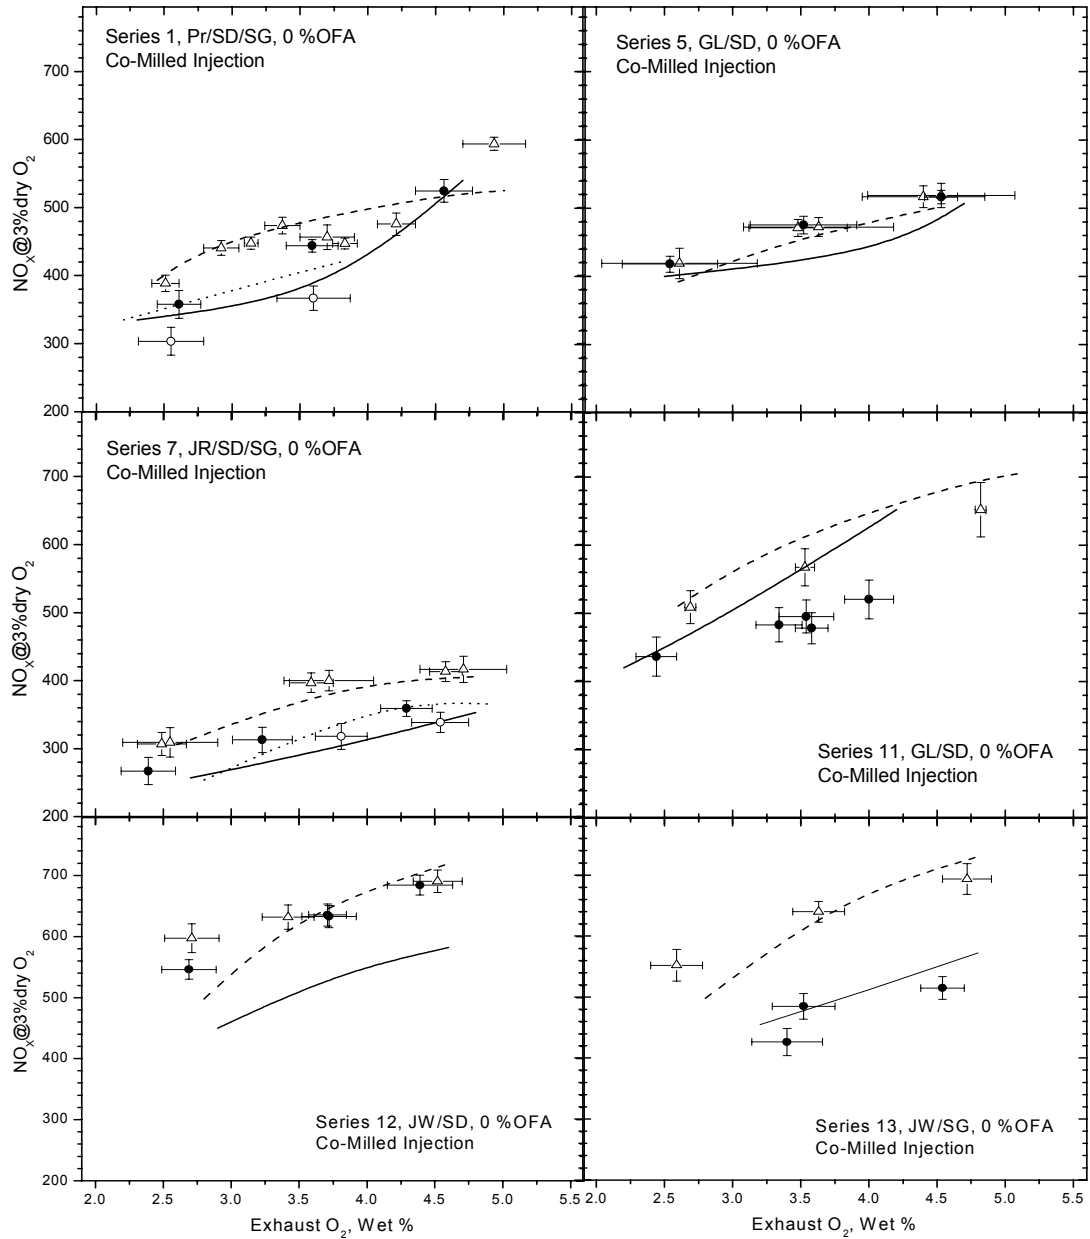 Series 1, Pr/SD/SG, 0 %OFA
Co-Milled Injection
Series 5, GL/SD, 0 %OFA
Co-Milled Injection
700
600
500
400
300
200
NOX@3%dry O2
Series 7, JR/SD/SG, 0 %OFA
Co-Milled Injection
700
600
500
400
300
200
NOX@3%dry O2
Series 11, GL/SD, 0 %OFA
Co-Milled Injection
700
600
500
400
300
200
NOX@3%dry O2
Series 12, JW/SD, 0 %OFA
Co-Milled Injection
Series 13, JW/SG, 0 %OFA
Co-Milled Injection
2.0 2.5 3.0 3.5 4.0 4.5 5.0 5.5
2.0 2.5 3.0 3.5 4.0 4.5 5.0 5.5
Exhaust O2, Wet %
Exhaust O2, Wet %